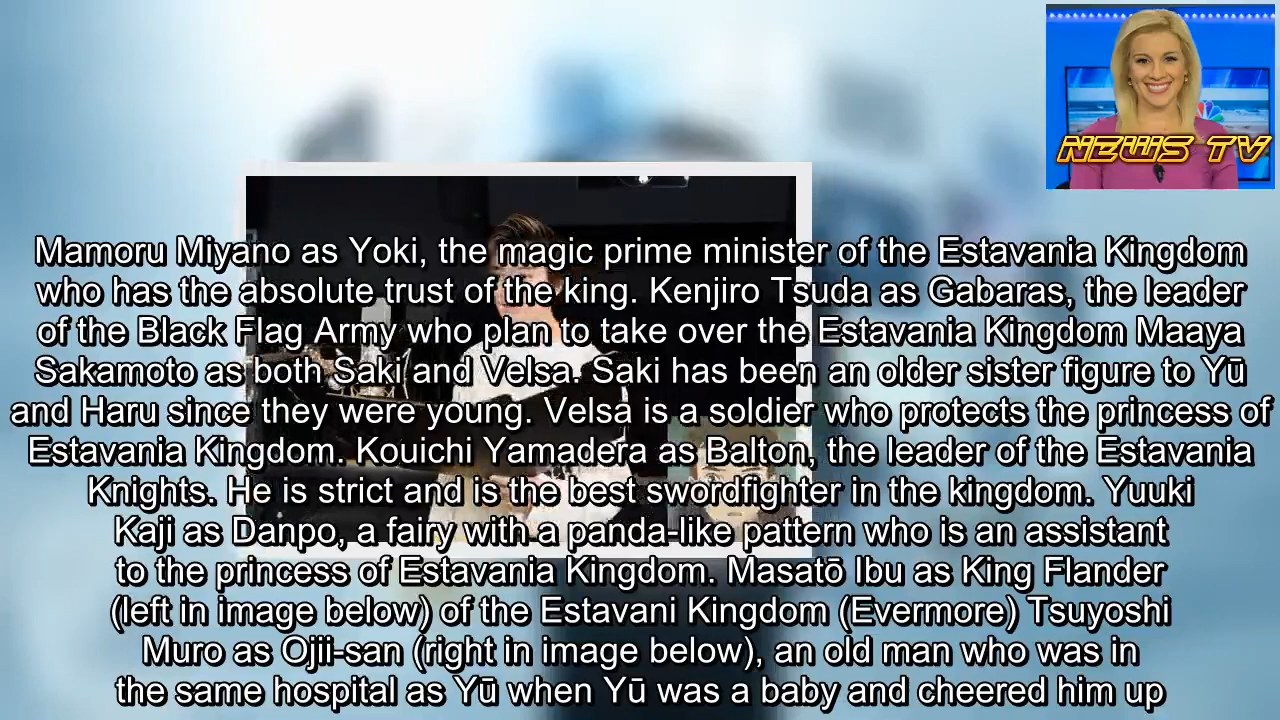 NEWS TV
Mamoru Miyano as Yoki, the magic prime minister of the Estavania Kingdom
who has the absolute trust of the king. Kenjiro Tsuda as Gabaras, the leader
of the Black Flag Army who plan to take over the Estavania Kingdom Maaya
Sakamoto as both Saki and Velsa. Saki has been an older sister figure to Yū
and Haru since they were young. Velsa is a soldier who protects the princess of
Estavania Kingdom. Kouichi Yamadera as Balton, the leader of the Estavania
Knights. He is strict and is the best swordfighter in the kingdom. Yuuki
Kaji as Danpo, a fairy with a panda-like pattern who is an assistant
to the princess of Estavania Kingdom. Masatō Ibu as King Flander
(left in image below) of the Estavani Kingdom (Evermore) Tsuyoshi
Muro as Ojii-san (right in image below), an old man who was in
the same hospital as Yū when Yū was a baby and cheered him up